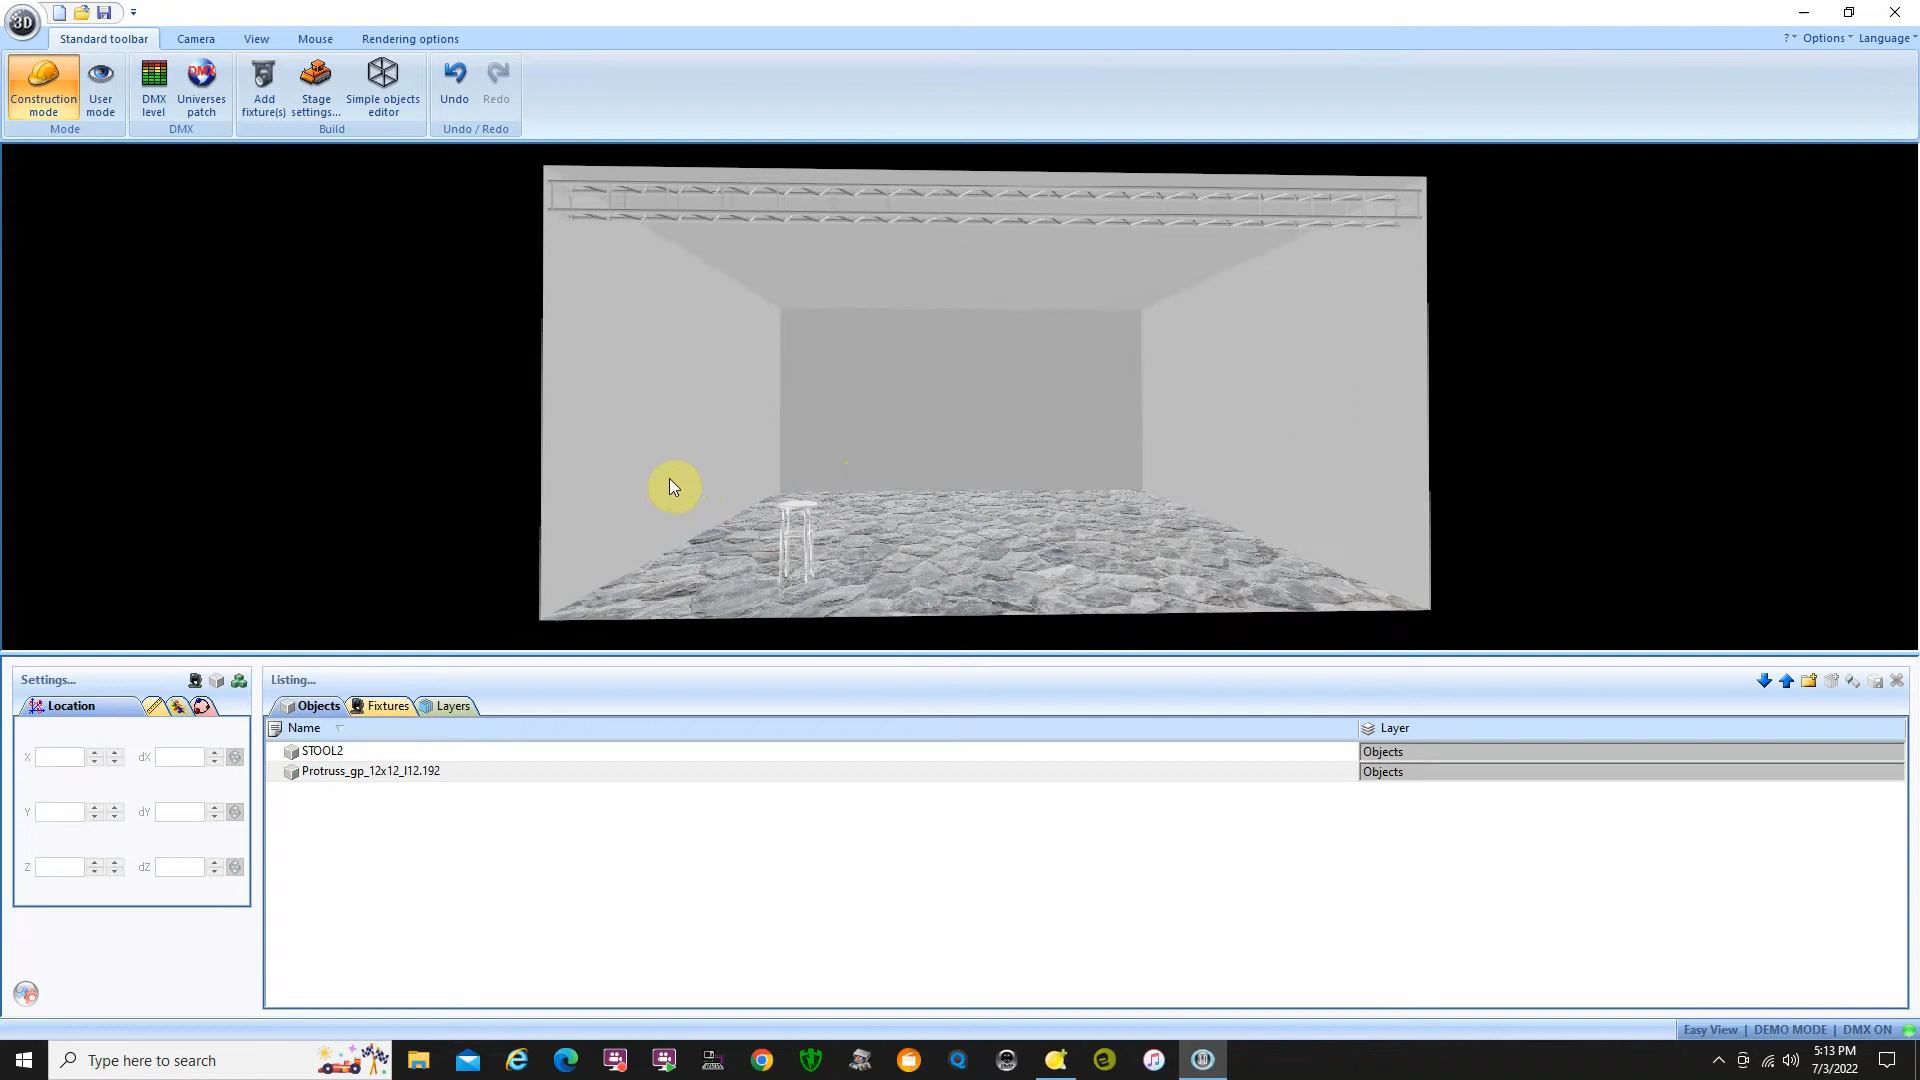 3D
Standard toolbar Camera View Mouse Rendering options
? Options Language
Construction mode
User mode
DMX level
Universes patch
Add fixture(s)
Stage settings...
Simple objects editor
Undo
Redo
Mode DMX Build Undo / Redo
Settings...
Location
X dX
Y dY
Z dZ
Listing...
Objects Fixtures Layers
Name Layer
STOOL2 Objects
Protruss_gp_12x12_l12.192 Objects
Easy View | DEMO MODE | DMX ON
Type here to search
5:13 PM
7/3/2022